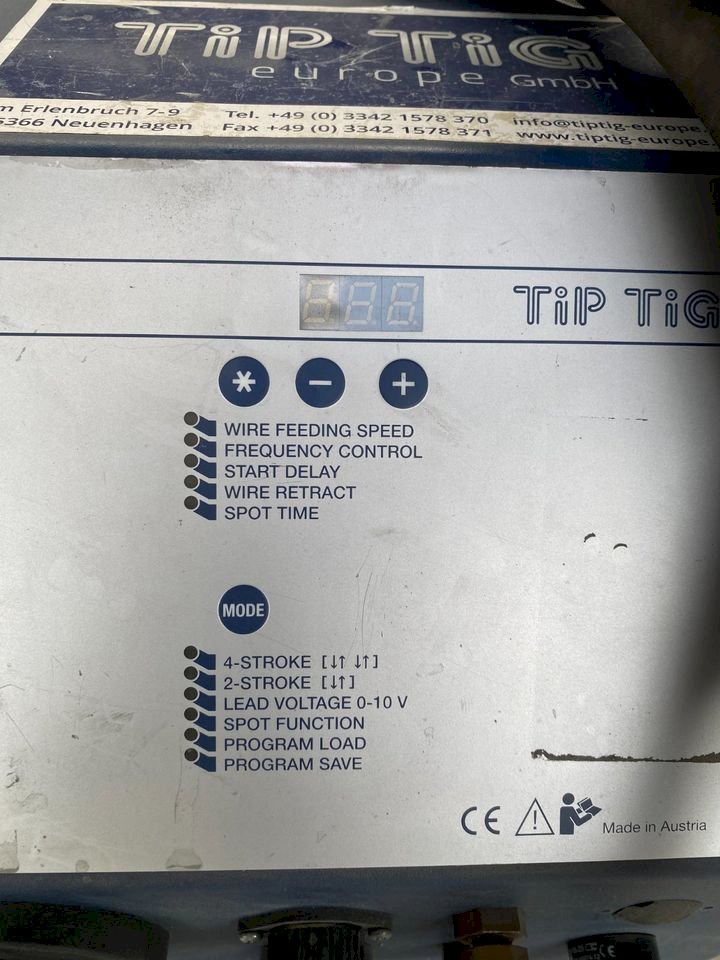 TiP TiG
europe GmbH
Erlenbruch 7-9 Tel. +49 (0) 3342 1578 370 info@tiptig-europe.
Neuenhagen Fax +49 (0) 3342 1578 371 www.tiptig-europe.
TiP TiG
* − +
WIRE FEEDING SPEED
FREQUENCY CONTROL
START DELAY
WIRE RETRACT
SPOT TIME
MODE
4-STROKE [↓↑ ↓↑]
2-STROKE [↓↑]
LEAD VOLTAGE 0-10 V
SPOT FUNCTION
PROGRAM LOAD
PROGRAM SAVE
CE Made in Austria